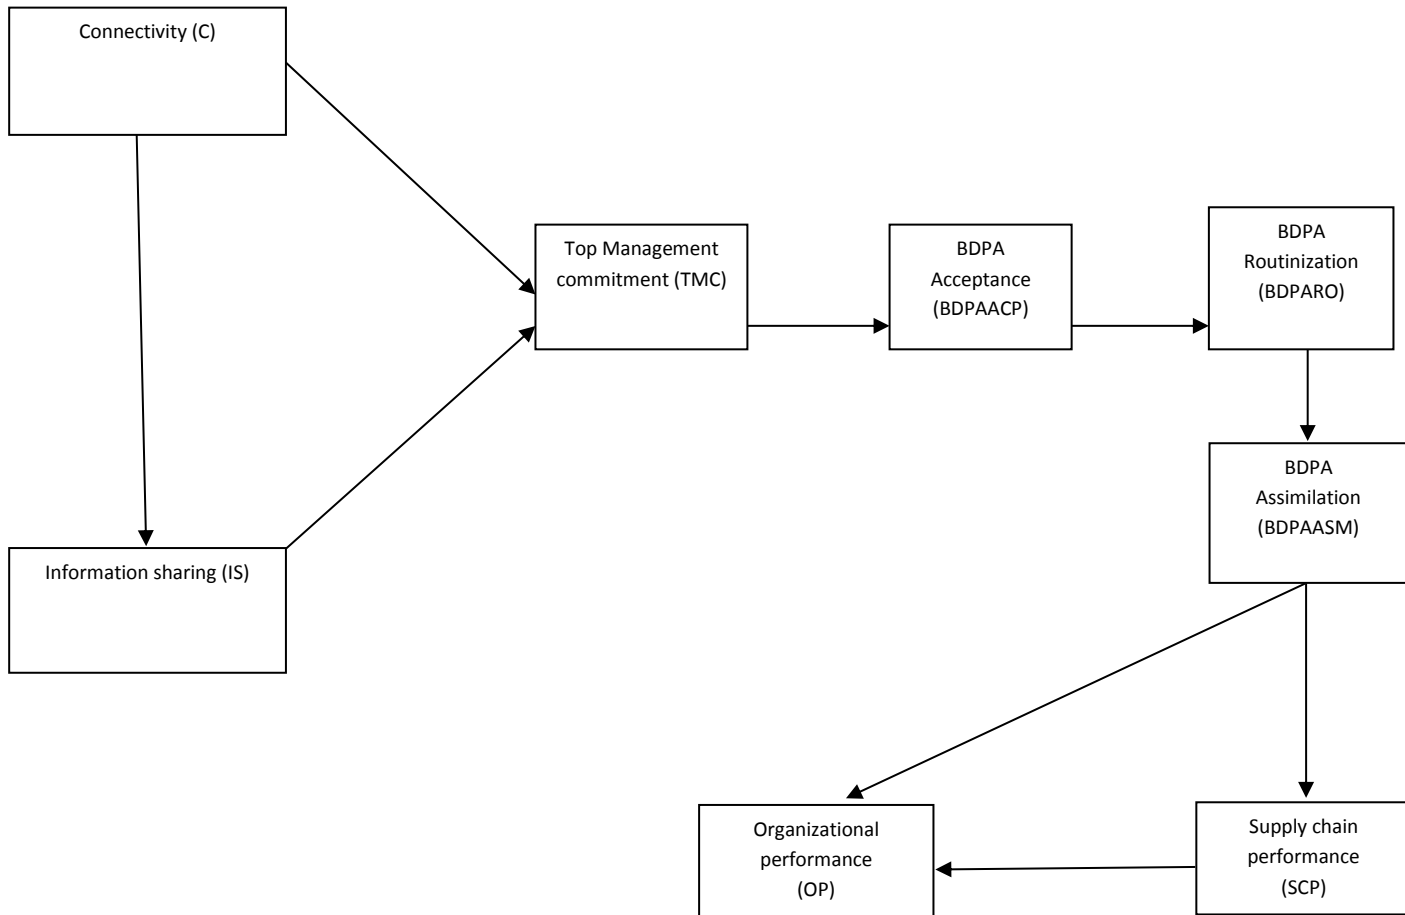 Connectivity (C)
Top Management
commitment (TMC)
BDPA
Acceptance
(BDPAACP)
BDPA
Routinization
(BDPARO)
BDPA
Assimilation
(BDPAASM)
Information sharing (IS)
Organizational
performance
(OP)
Supply chain
performance
(SCP)